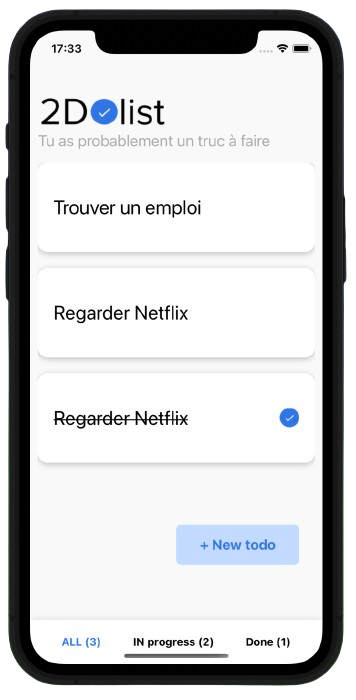 17:33
2D✓list
Tu as probablement un truc à faire
Trouver un emploi
Regarder Netflix
Regarder Netflix
+ New todo
ALL (3) IN progress (2) Done (1)